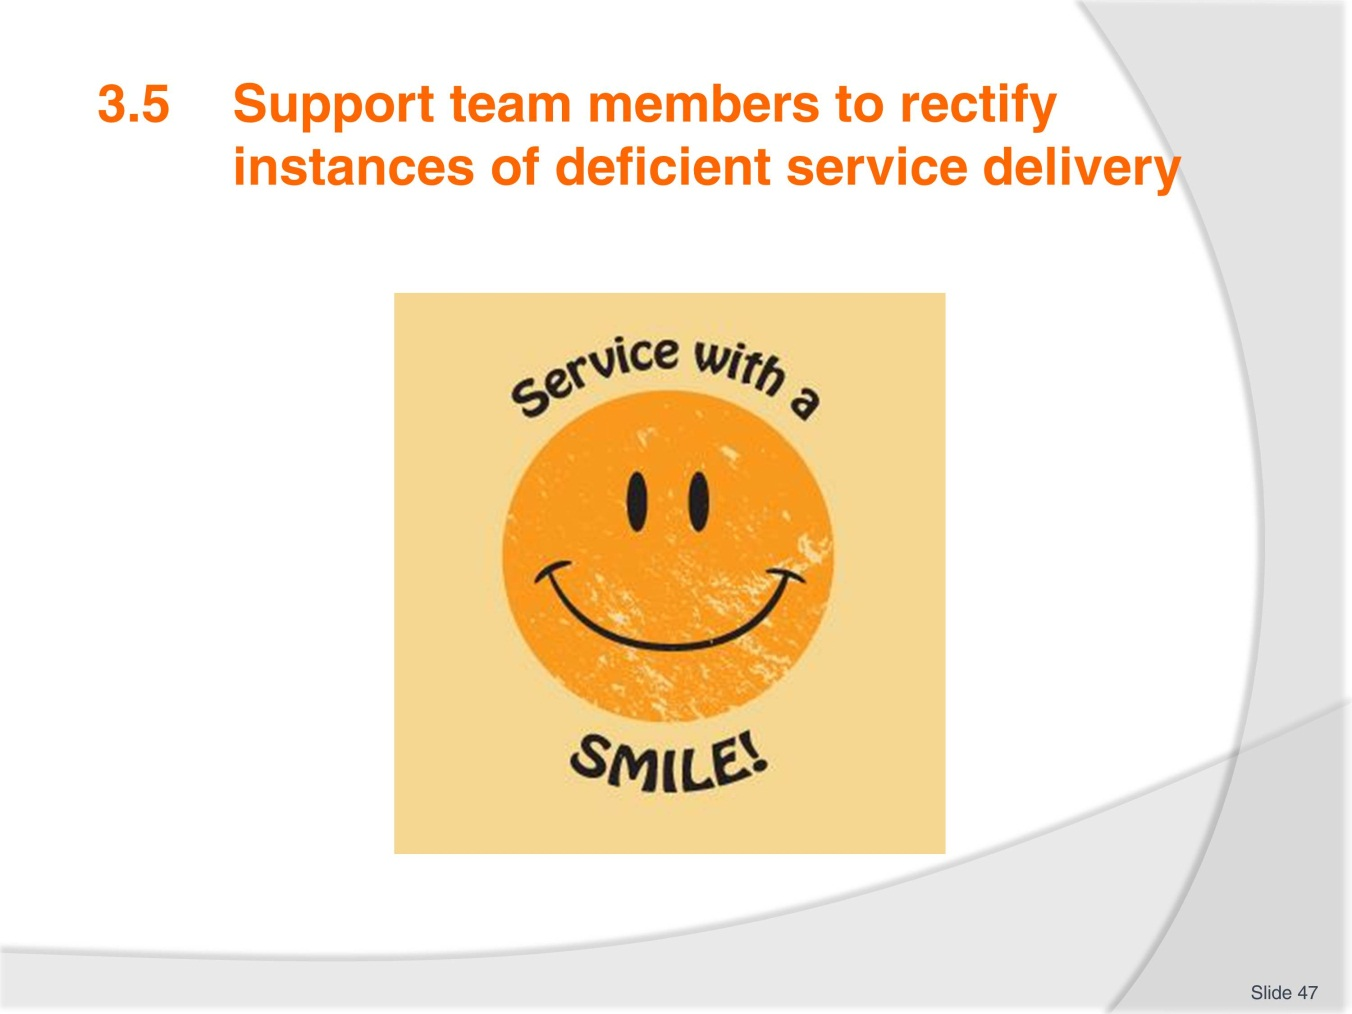 3.5 Support team members to rectify
instances of deficient service delivery
Service with a
SMILE!
Slide 47